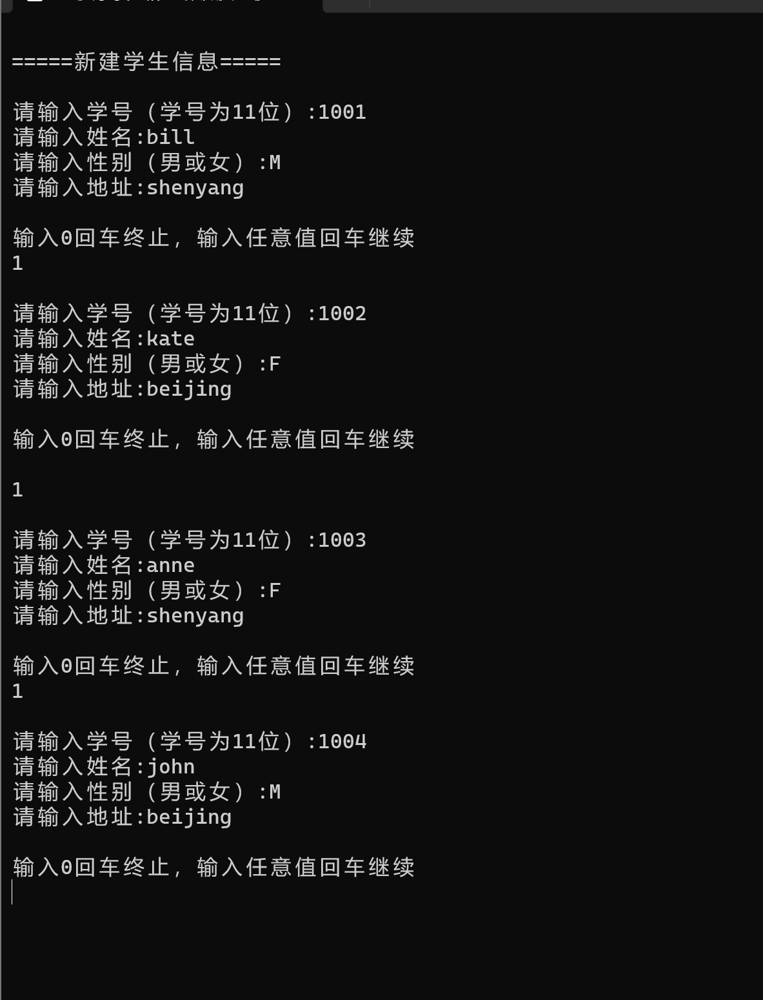 =====新建学生信息=====
请输入学号（学号为11位）:1001
请输入姓名:bill
请输入性别（男或女）:M
请输入地址:shenyang
输入0回车终止, 输入任意值回车继续
1
请输入学号（学号为11位）:1002
请输入姓名:kate
请输入性别（男或女）:F
请输入地址:beijing
输入0回车终止, 输入任意值回车继续
1
请输入学号（学号为11位）:1003
请输入姓名:anne
请输入性别（男或女）:F
请输入地址:shenyang
输入0回车终止, 输入任意值回车继续
1
请输入学号（学号为11位）:1004
请输入姓名:john
请输入性别（男或女）:M
请输入地址:beijing
输入0回车终止, 输入任意值回车继续